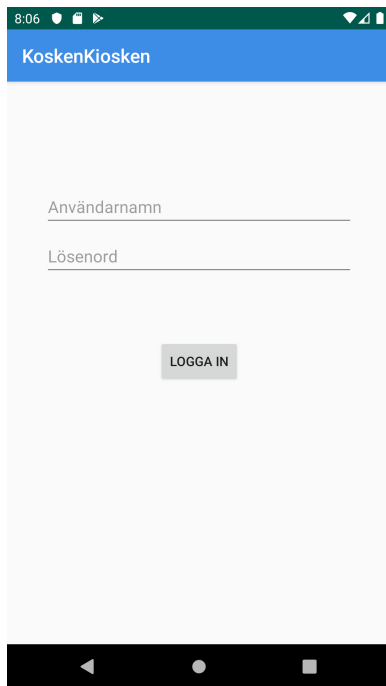 8:06
KoskenKiosken
Användarnamn
Lösenord
LOGGA IN